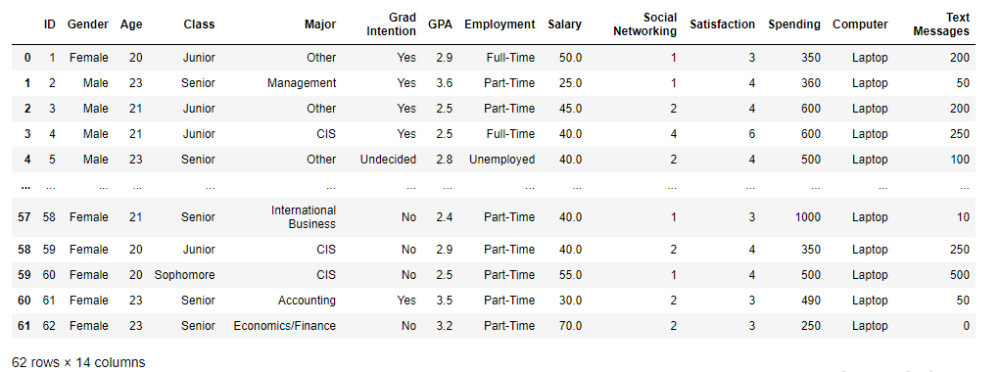 ID Gender Age Class Major Grad Intention GPA Employment Salary Social Networking Satisfaction Spending Computer Text Messages
0 1 Female 20 Junior Other Yes 2.9 Full-Time 50.0 1 3 350 Laptop 200
1 2 Male 23 Senior Management Yes 3.6 Part-Time 25.0 1 4 360 Laptop 50
2 3 Male 21 Junior Other Yes 2.5 Part-Time 45.0 2 4 600 Laptop 200
3 4 Male 21 Junior CIS Yes 2.5 Full-Time 40.0 4 6 600 Laptop 250
4 5 Male 23 Senior Other Undecided 2.8 Unemployed 40.0 2 4 500 Laptop 100
... ... ... ... ... ... ... ... ... ... ... ... ... ... ...
57 58 Female 21 Senior International Business No 2.4 Part-Time 40.0 1 3 1000 Laptop 10
58 59 Female 20 Junior CIS No 2.9 Part-Time 40.0 2 4 350 Laptop 250
59 60 Female 20 Sophomore CIS No 2.5 Part-Time 55.0 1 4 500 Laptop 500
60 61 Female 23 Senior Accounting Yes 3.5 Part-Time 30.0 2 3 490 Laptop 50
61 62 Female 23 Senior Economics/Finance No 3.2 Part-Time 70.0 2 3 250 Laptop 0
62 rows × 14 columns